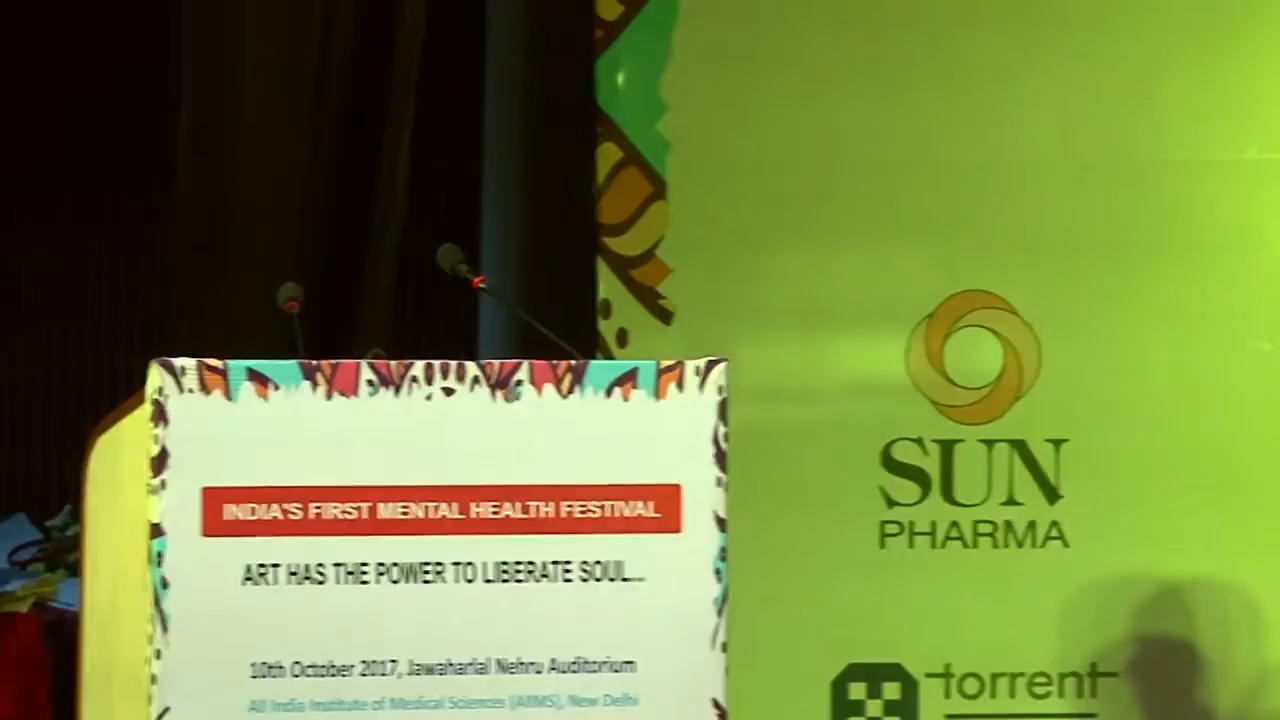 INDIA'S FIRST MENTAL HEALTH FESTIVAL
ART HAS THE POWER TO LIBERATE SOUL...
10th October 2017, Jawaharlal Nehru Auditorium
All India Institute of Medical Sciences (AIIMS), New Delhi
SUN
PHARMA
torrent